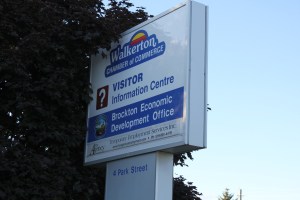 Walkerton
CHAMBER of COMMERCE
?
VISITOR
Information Centre
Brockton Economic
Development Office
4 Park Street